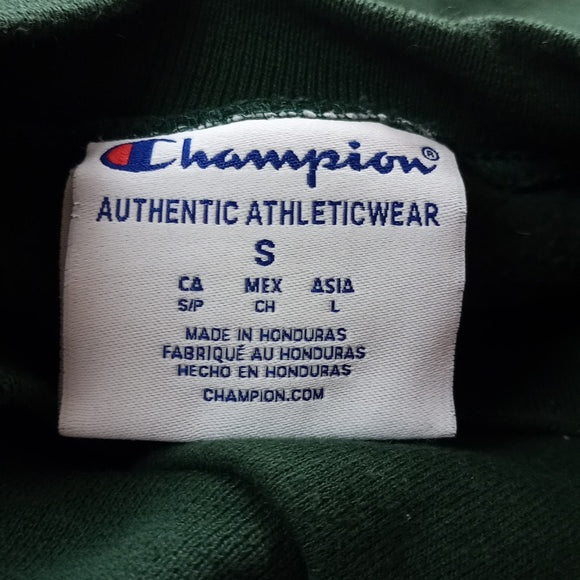 Champion®
AUTHENTIC ATHLETICWEAR
S
CA MEX ASIA
S/P CH L
MADE IN HONDURAS
FABRIQUÉ AU HONDURAS
HECHO EN HONDURAS
CHAMPION.COM